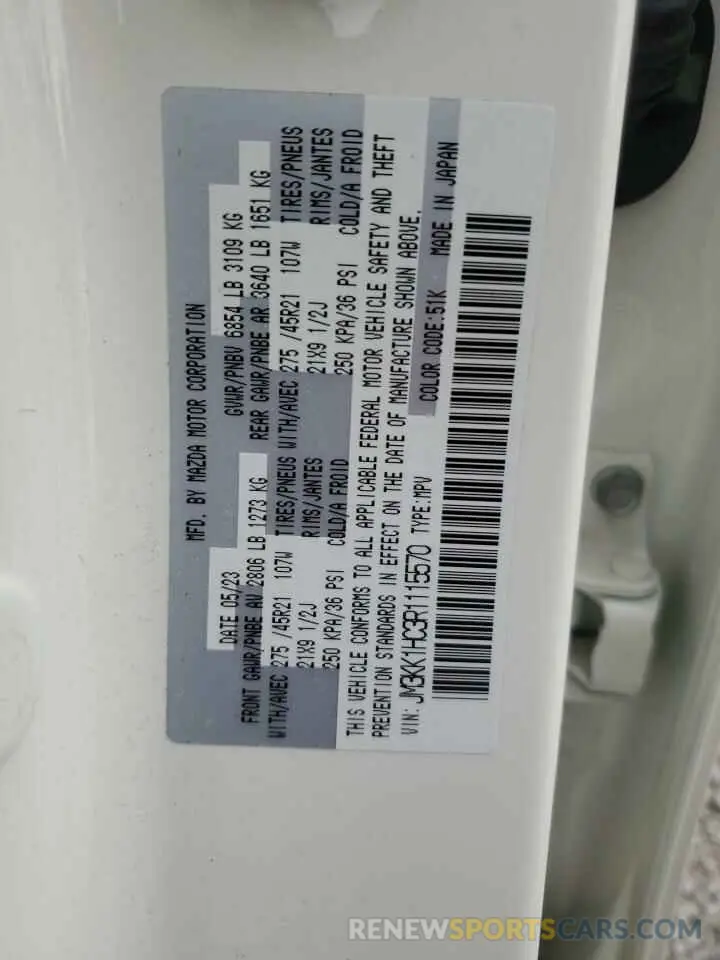 MFD. BY MAZDA MOTOR CORPORATION
DATE 05/23 GVWR/PNBV 6854 LB 3109 KG
FRONT GAWR/PNBE AV 2806 LB 1273 KG REAR GAWR/PNBE AR 3640 LB 1651 KG
WITH/AVEC 275 /45R21 107W TIRES/PNEUS WITH/AVEC 275 /45R21 107W TIRES/PNEUS
21X9 1/2J RIMS/JANTES 21X9 1/2J RIMS/JANTES
250 KPA/36 PSI COLD/A FROID 250 KPA/36 PSI COLD/A FROID
THIS VEHICLE CONFORMS TO ALL APPLICABLE FEDERAL MOTOR VEHICLE SAFETY AND THEFT
PREVENTION STANDARDS IN EFFECT ON THE DATE OF MANUFACTURE SHOWN ABOVE.
VIN: JM3KK1HC3R1115570 TYPE:MPV COLOR CODE:51K MADE IN JAPAN
RENEWSPORTSCARS.COM